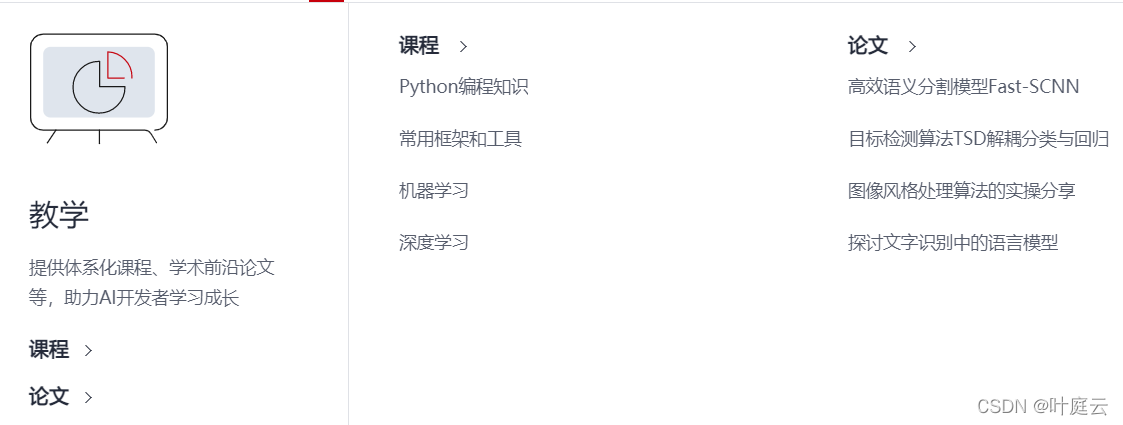 教学
提供体系化课程、学术前沿论文
等，助力AI开发者学习成长
课程
论文
课程
Python编程知识
常用框架和工具
机器学习
深度学习
论文
高效语义分割模型Fast-SCNN
目标检测算法TSD解耦分类与回归
图像风格处理算法的实操分享
探讨文字识别中的语言模型
CSDN @叶庭云